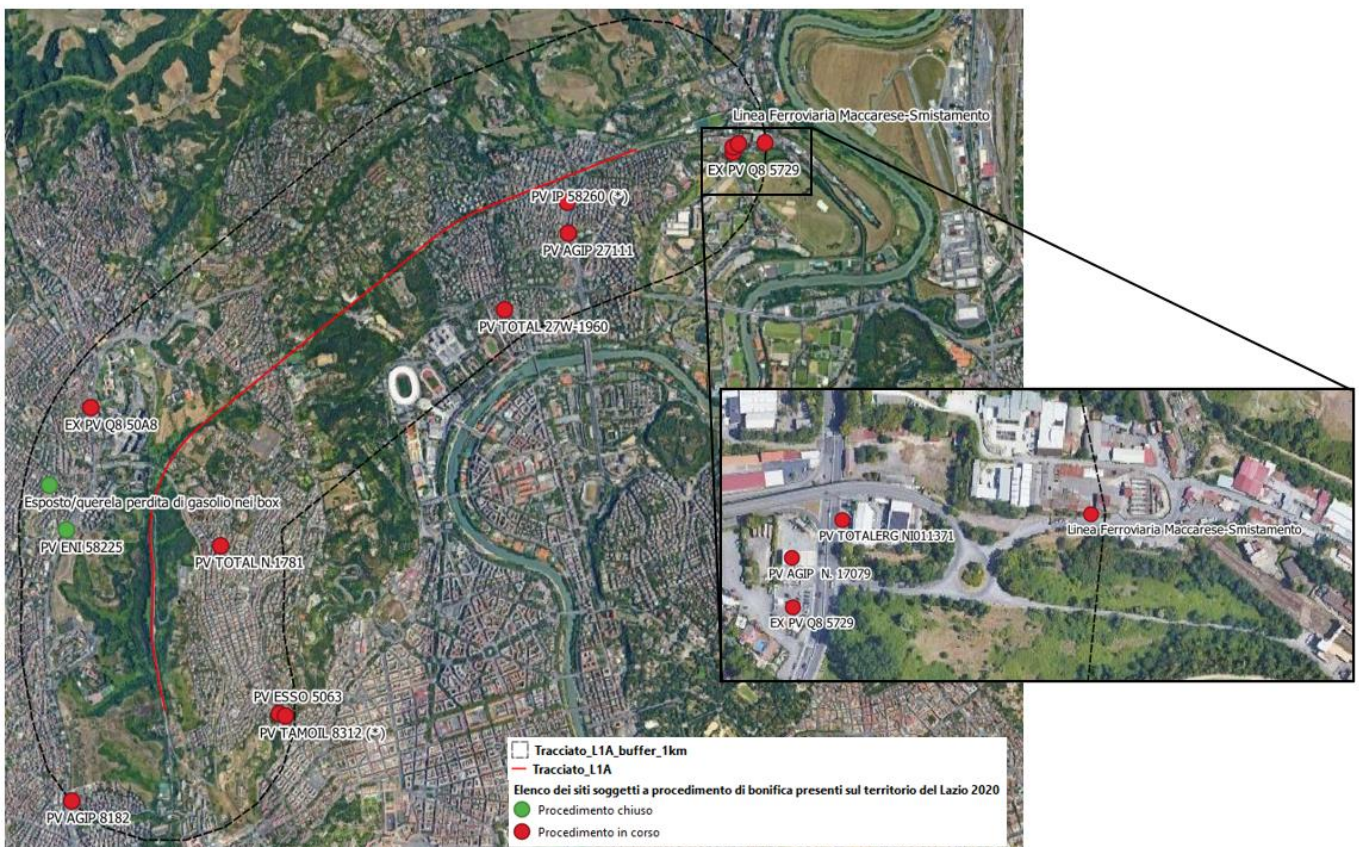 Linea Ferroviaria Maccarese-Smistamento
EX PV Q8 5729
PV IP 58260 (*)
PV AGIP 27111
PV TOTAL 27W-1960
EX PV Q8 50A8
Esposto/querela perdita di gasolio nei box
PV ENI 58225
PV TOTAL N.1781
PV TOTALERG NI011371
Linea Ferroviaria Maccarese-Smistamento
PV AGIP N. 17079
EX PV Q8 5729
PV ESSO 5063
PV TAMOIL 8312 (*)
PV AGIP 8182
Tracciato_L1A_buffer_1km
Tracciato_L1A
Elenco dei siti soggetti a procedimento di bonifica presenti sul territorio del Lazio 2020
Procedimento chiuso
Procedimento in corso